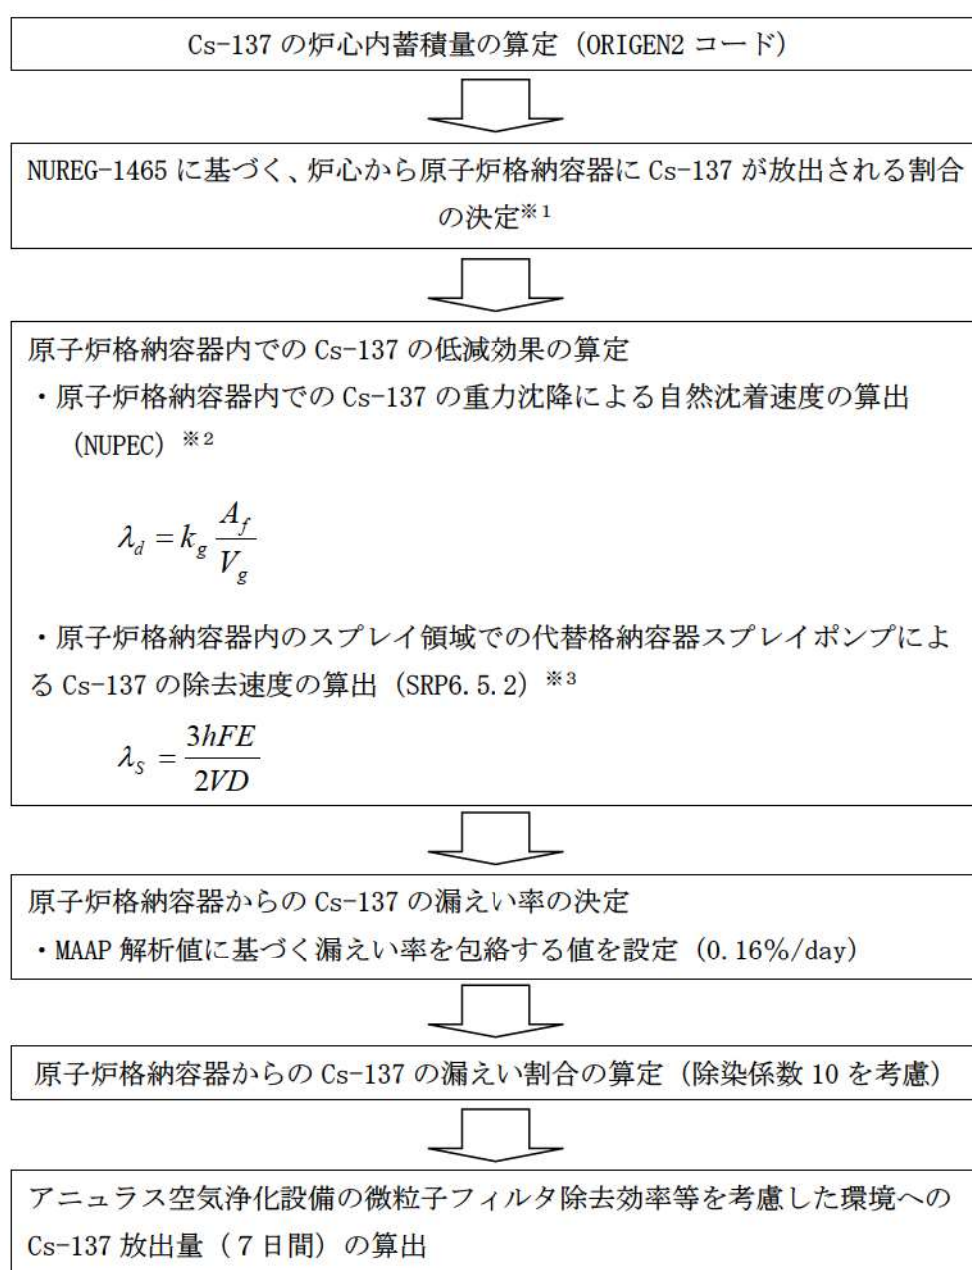 Cs-137 の炉心内蓄積量の算定（ORIGEN2 コード）
NUREG-1465 に基づく、炉心から原子炉格納容器に Cs-137 が放出される割合
の決定※1
原子炉格納容器内での Cs-137 の低減効果の算定
・原子炉格納容器内での Cs-137 の重力沈降による自然沈着速度の算出
（NUPEC）※2
λ_d = k_g A_f / V_g
・原子炉格納容器内のスプレイ領域での代替格納容器スプレイポンプによ
る Cs-137 の除去速度の算出（SRP6.5.2）※3
λ_S = 3hFE / 2VD
原子炉格納容器からの Cs-137 の漏えい率の決定
・MAAP 解析値に基づく漏えい率を包絡する値を設定（0.16%/day）
原子炉格納容器からの Cs-137 の漏えい割合の算定（除染係数 10 を考慮）
アニュラス空気浄化設備の微粒子フィルタ除去効率等を考慮した環境への
Cs-137 放出量（７日間）の算出